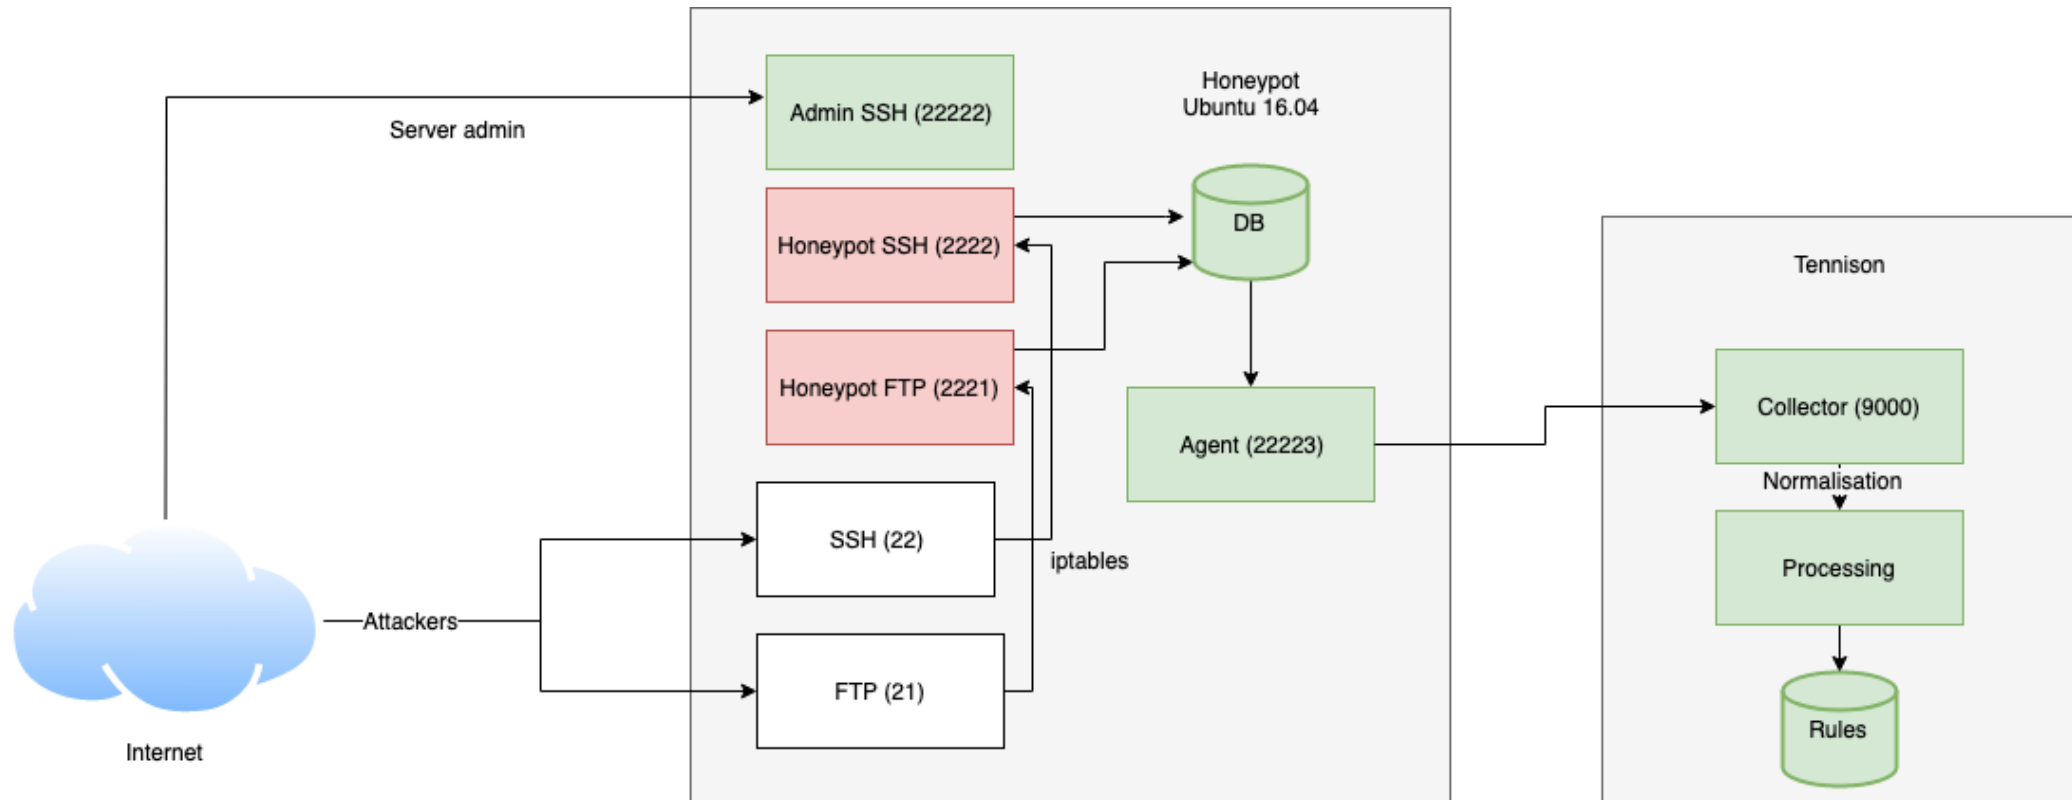 Honeypot
Ubuntu 16.04
Admin SSH (22222)
Server admin
DB
Honeypot SSH (2222)
Tennison
Honeypot FTP (2221)
Collector (9000)
Agent (22223)
Normalisation
SSH (22)
iptables
Processing
Attackers
FTP (21)
Rules
Internet